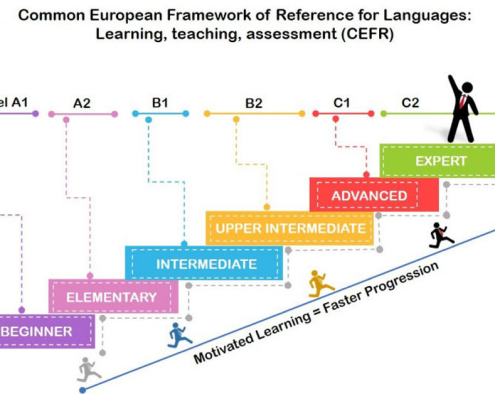 Common European Framework of Reference for Languages:
Learning, teaching, assessment (CEFR)
el A1
A2
B1
B2
C1
C2
EXPERT
ADVANCED
UPPER INTERMEDIATE
INTERMEDIATE
ELEMENTARY
BEGINNER
Motivated Learning = Faster Progression